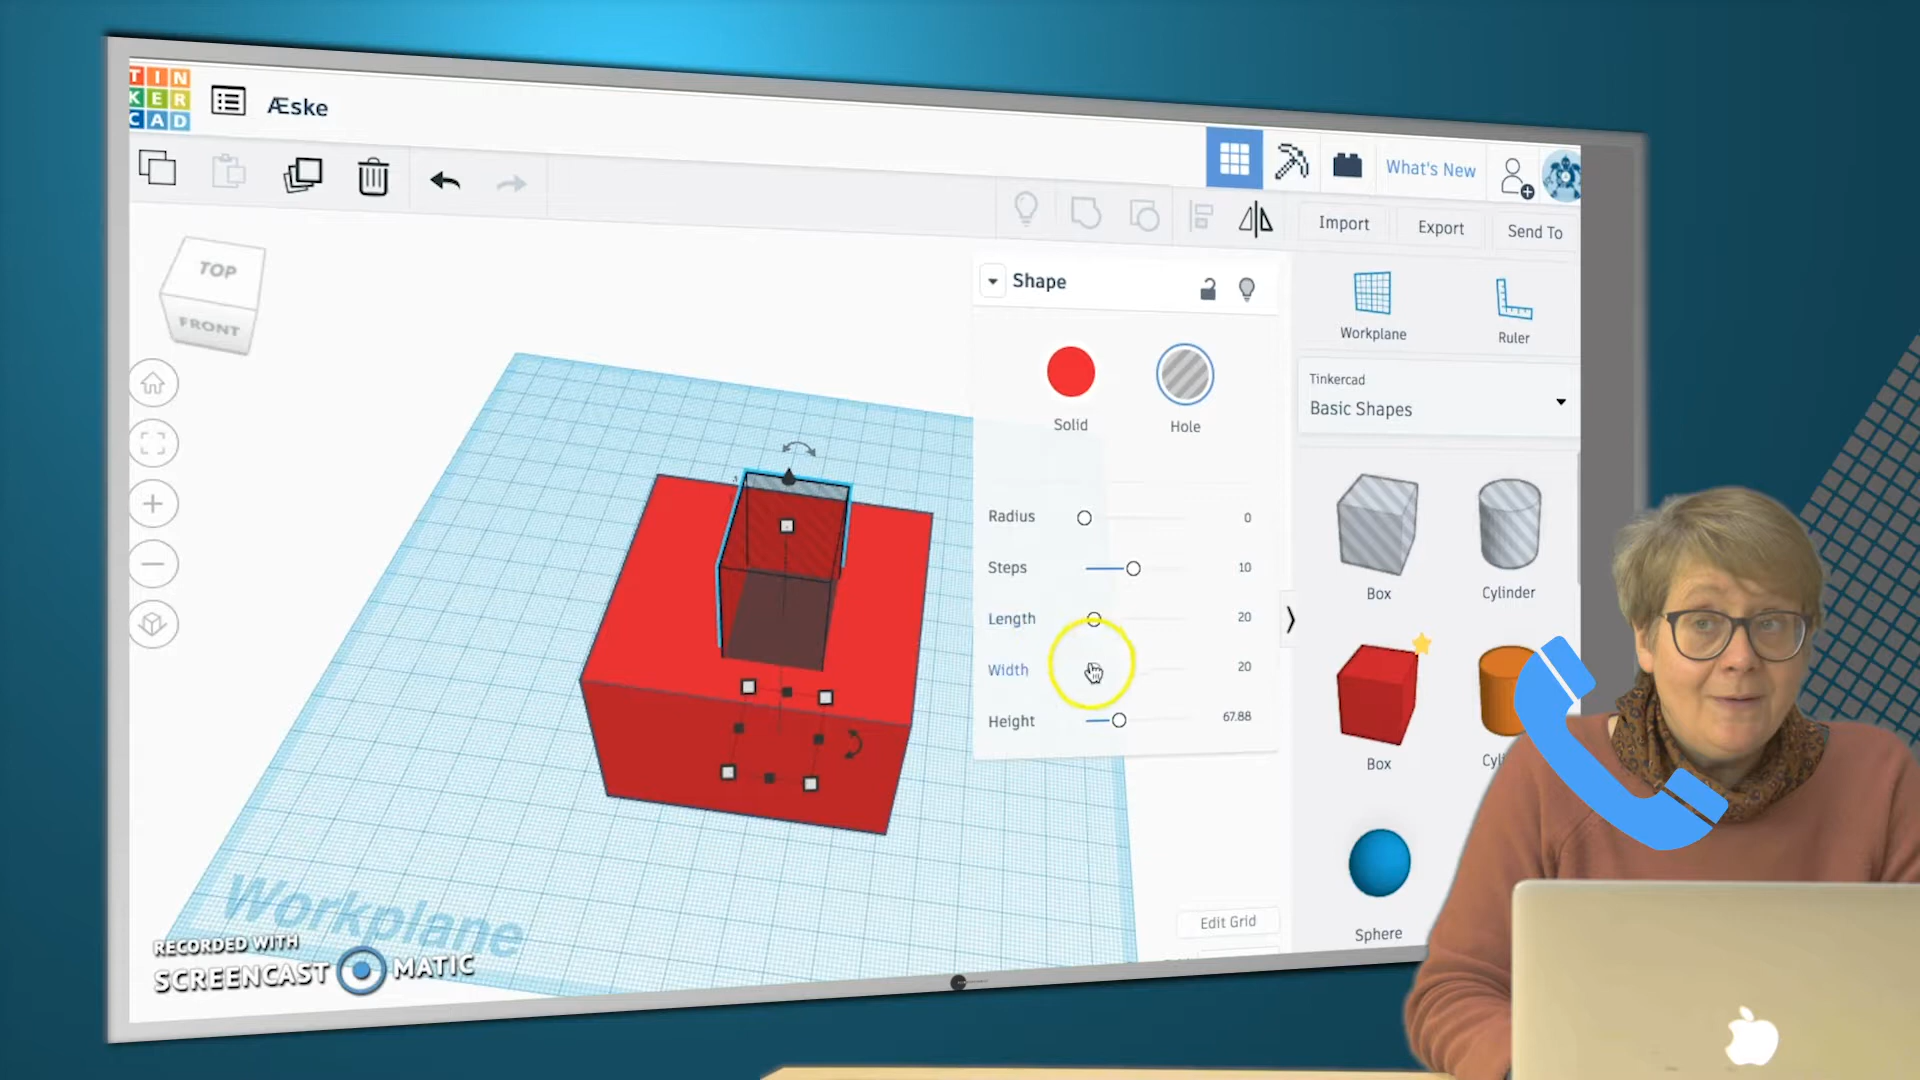 TIN
KER
CAD
Æske
What's New
Import
Export
Send To
TOP
FRONT
Shape
Workplane
Ruler
Solid
Hole
Tinkercad
Basic Shapes
Radius
0
Steps
10
Length
20
Width
20
Height
67.88
Box
Cylinder
Box
Sphere
Edit Grid
Workplane
RECORDED WITH
SCREENCAST MATIC